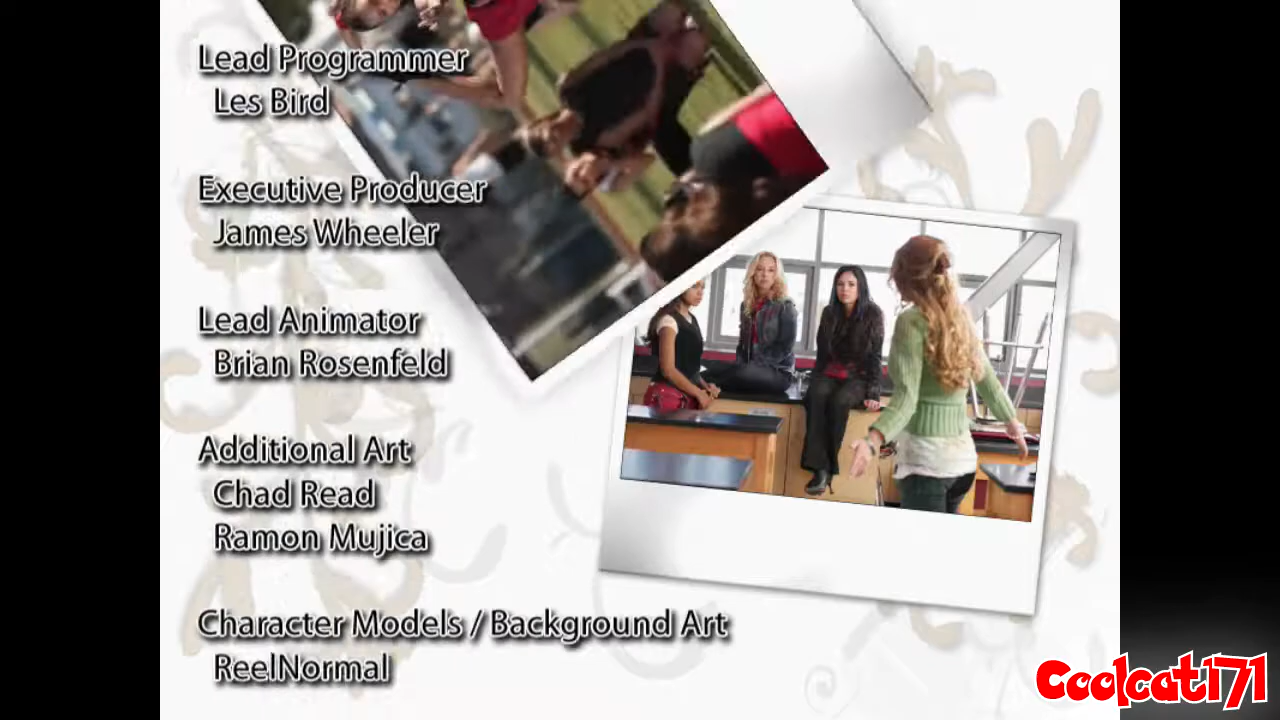 Lead Programmer
Les Bird
Executive Producer
James Wheeler
Lead Animator
Brian Rosenfeld
Additional Art
Chad Read
Ramon Mujica
Character Models / Background Art
ReelNormal
Coolcat171